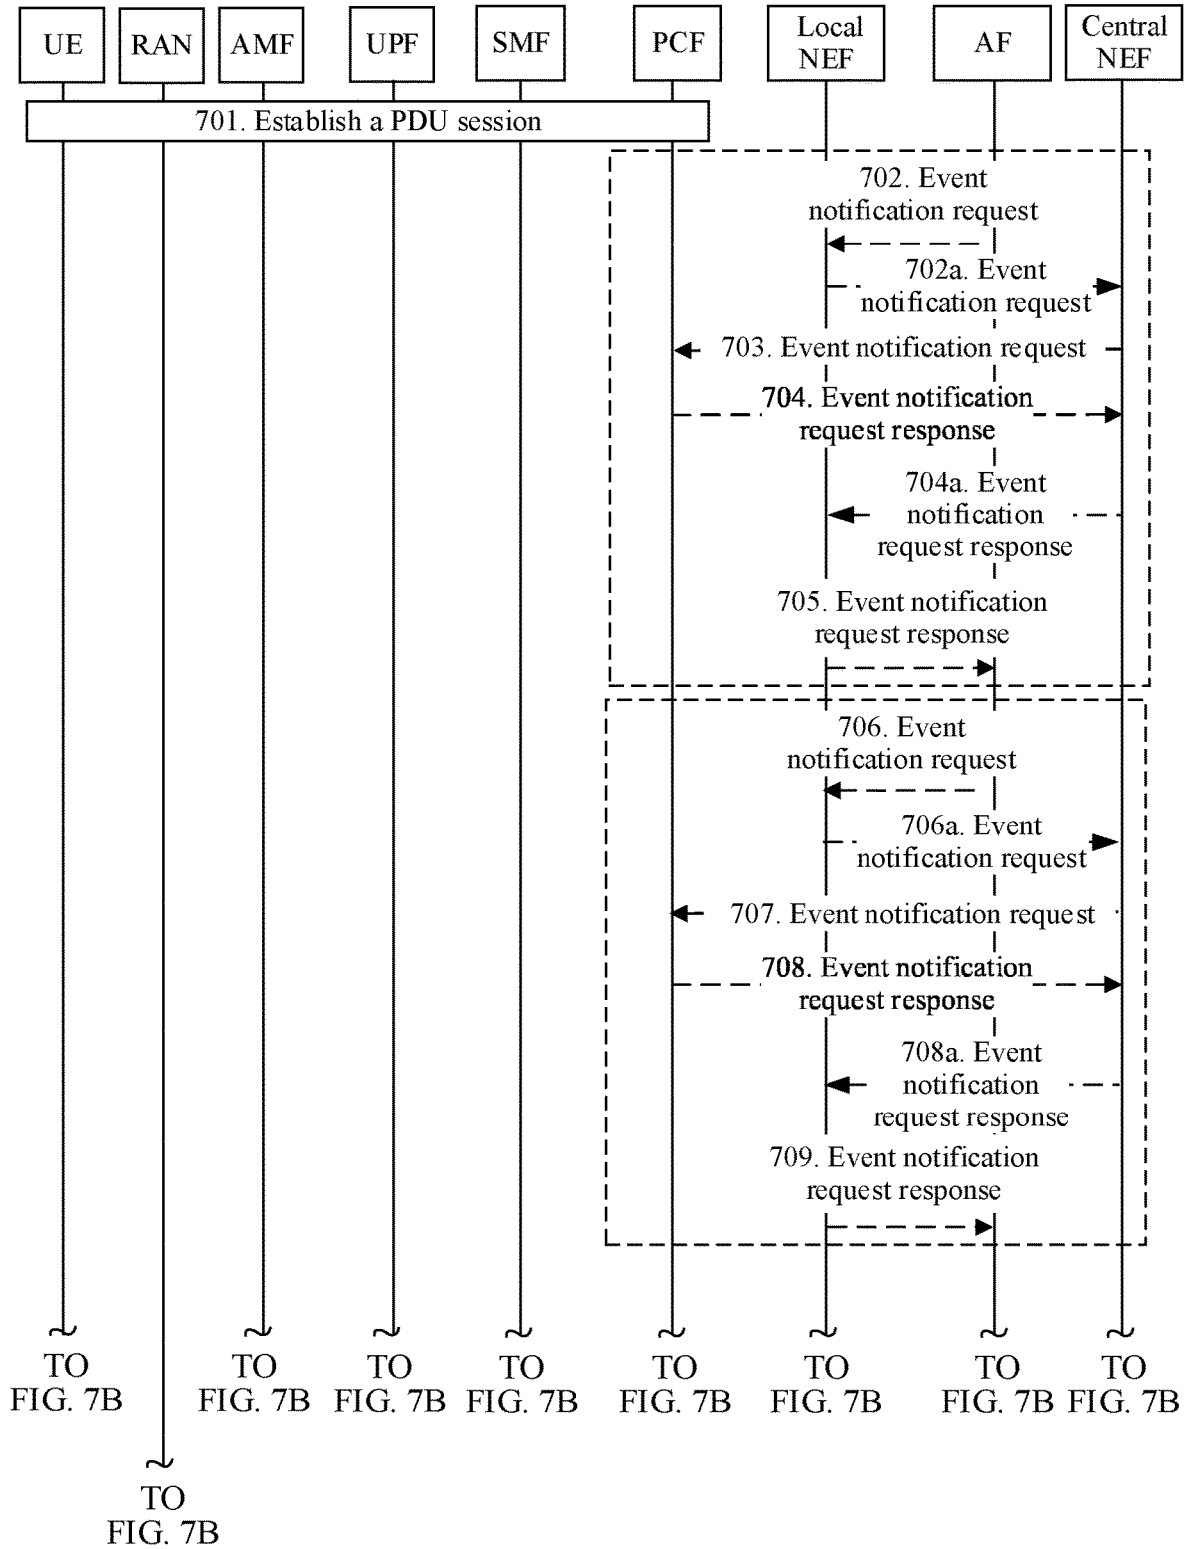 UE
RAN
AMF
UPF
SMF
PCF
Local
NEF
AF
Central
NEF
701. Establish a PDU session
702. Event
notification request
702a. Event
notification request
703. Event notification request
704. Event notification
request response
704a. Event
notification
request response
705. Event notification
request response
706. Event
notification request
706a. Event
notification request
707. Event notification request
708. Event notification
request response
708a. Event
notification
request response
709. Event notification
request response
TO
FIG. 7B
TO
FIG. 7B
TO
FIG. 7B
TO
FIG. 7B
TO
FIG. 7B
TO
FIG. 7B
TO
FIG. 7B
TO
FIG. 7B
TO
FIG. 7B